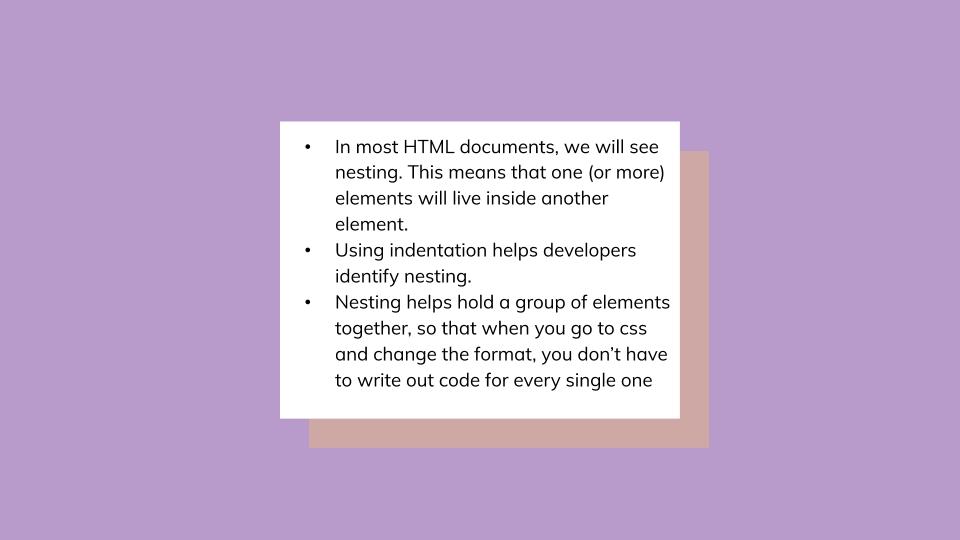 • In most HTML documents, we will see
nesting. This means that one (or more)
elements will live inside another
element.
• Using indentation helps developers
identify nesting.
• Nesting helps hold a group of elements
together, so that when you go to css
and change the format, you don’t have
to write out code for every single one